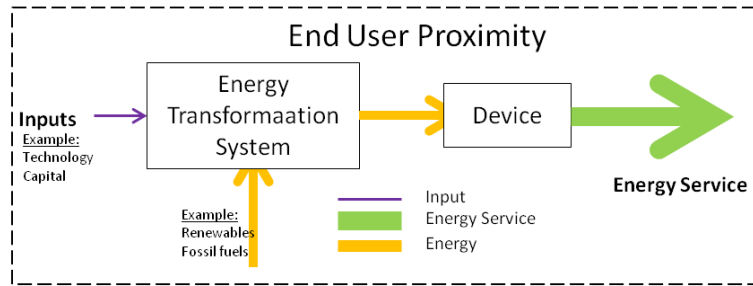 End User Proximity
Energy
Transformaation
System
Device
Inputs
Example:
Technology
Capital
Energy Service
Example:
Renewables
Fossil fuels
Input
Energy Service
Energy